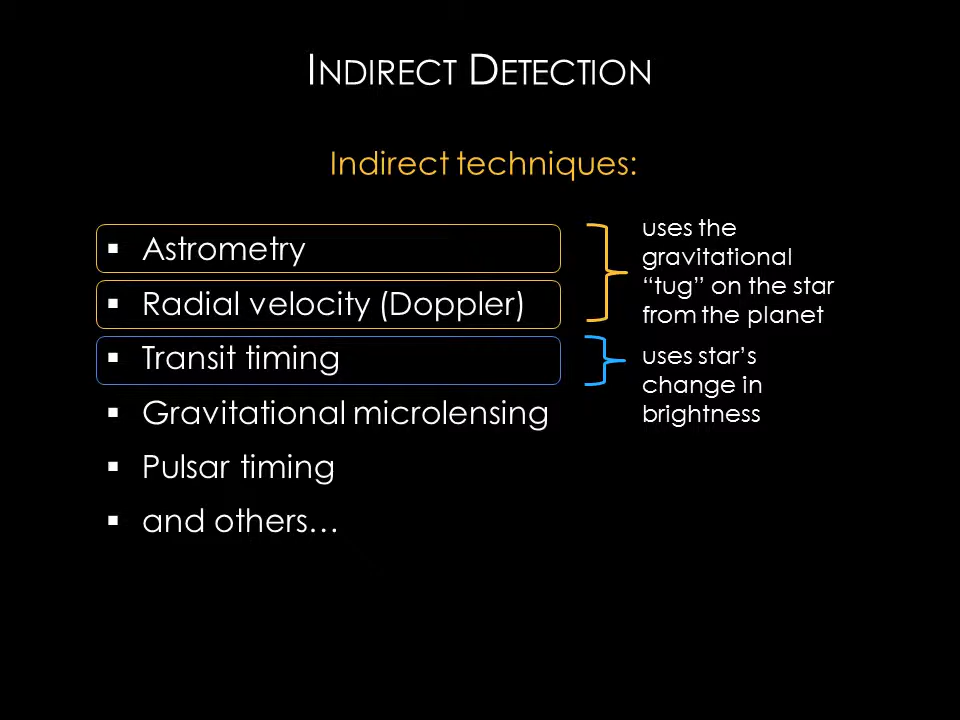 INDIRECT DETECTION
Indirect techniques:
▪ Astrometry
▪ Radial velocity (Doppler)
▪ Transit timing
▪ Gravitational microlensing
▪ Pulsar timing
▪ and others…
uses the
gravitational
“tug” on the star
from the planet
uses star’s
change in
brightness